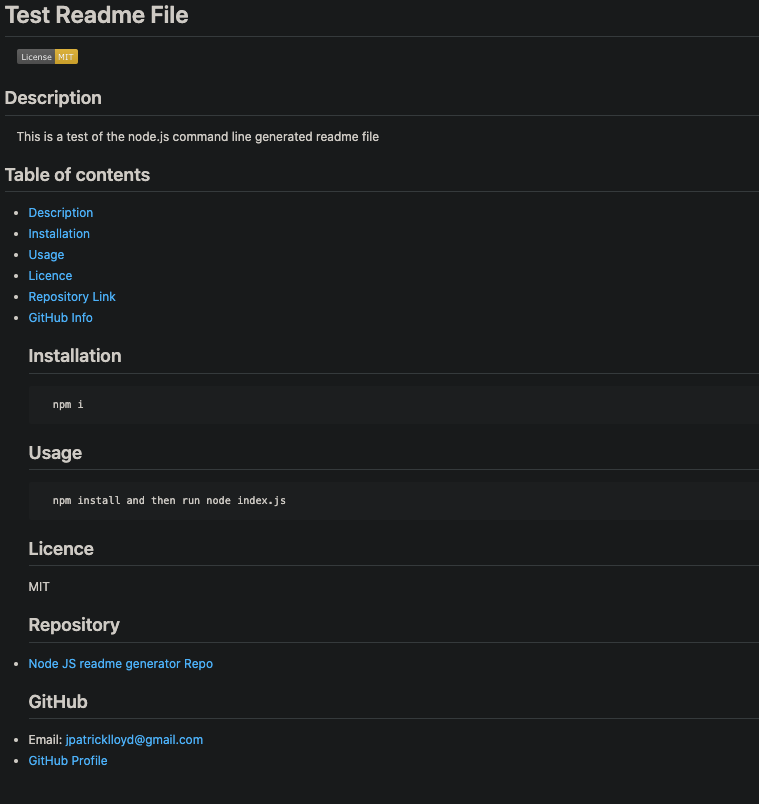 Test Readme File
License MIT
Description
This is a test of the node.js command line generated readme file
Table of contents
Description
Installation
Usage
Licence
Repository Link
GitHub Info
Installation
npm i
Usage
npm install and then run node index.js
Licence
MIT
Repository
Node JS readme generator Repo
GitHub
Email: jpatricklloyd@gmail.com
GitHub Profile